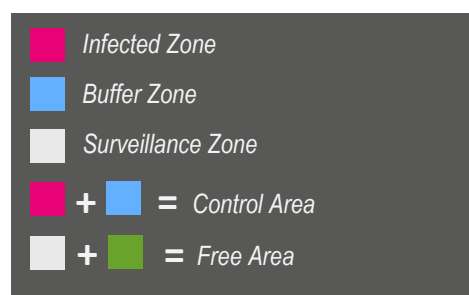 Infected Zone
Buffer Zone
Surveillance Zone
+ = Control Area
+ = Free Area